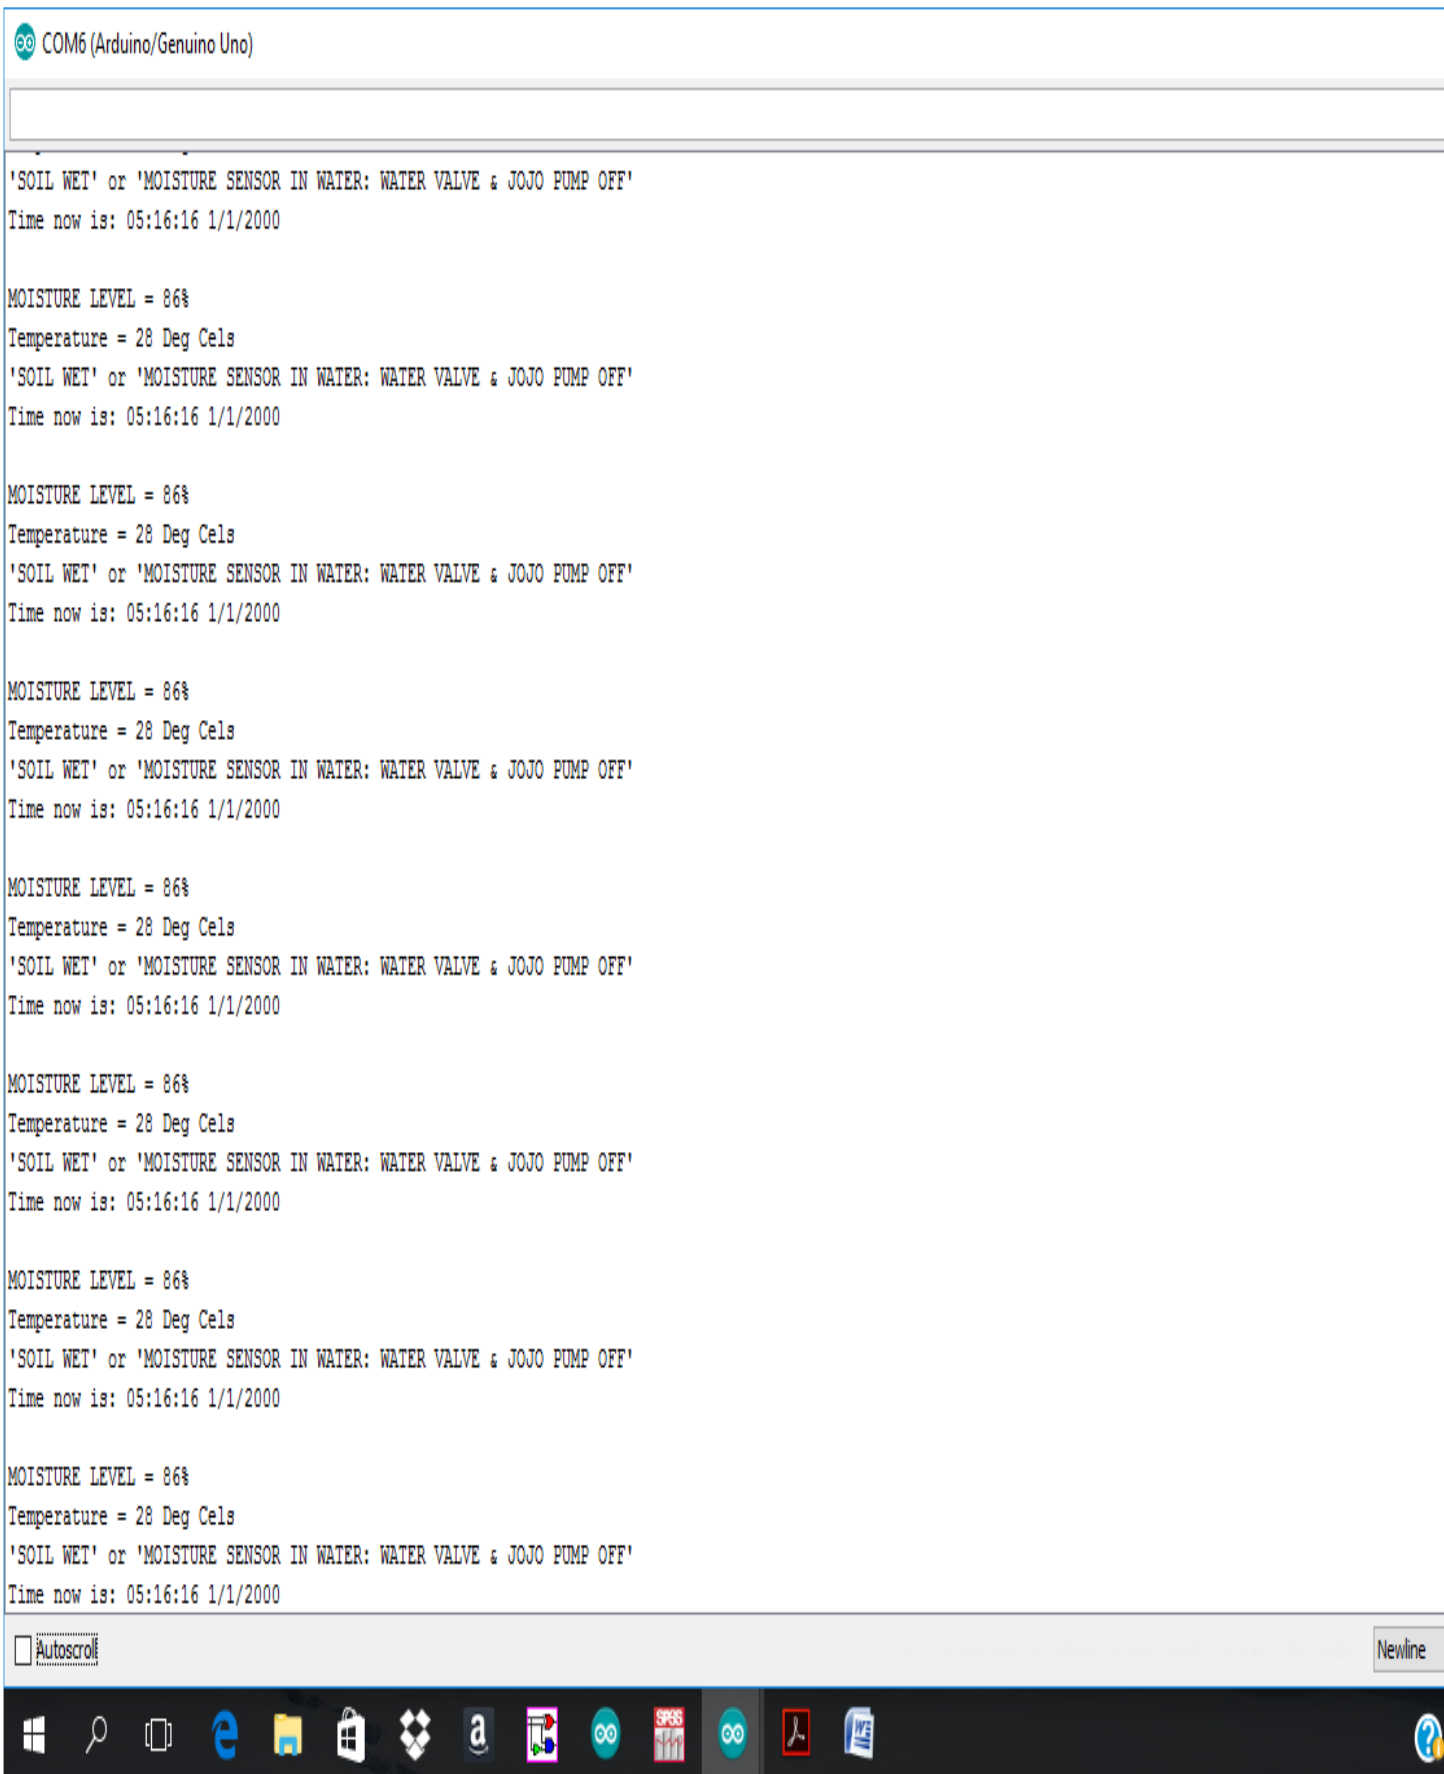 COM6 (Arduino/Genuino Uno)
'SOIL WET' or 'MOISTURE SENSOR IN WATER: WATER VALVE & JOJO PUMP OFF'
Time now is: 05:16:16 1/1/2000
MOISTURE LEVEL = 86%
Temperature = 28 Deg Cels
'SOIL WET' or 'MOISTURE SENSOR IN WATER: WATER VALVE & JOJO PUMP OFF'
Time now is: 05:16:16 1/1/2000
MOISTURE LEVEL = 86%
Temperature = 28 Deg Cels
'SOIL WET' or 'MOISTURE SENSOR IN WATER: WATER VALVE & JOJO PUMP OFF'
Time now is: 05:16:16 1/1/2000
MOISTURE LEVEL = 86%
Temperature = 28 Deg Cels
'SOIL WET' or 'MOISTURE SENSOR IN WATER: WATER VALVE & JOJO PUMP OFF'
Time now is: 05:16:16 1/1/2000
MOISTURE LEVEL = 86%
Temperature = 28 Deg Cels
'SOIL WET' or 'MOISTURE SENSOR IN WATER: WATER VALVE & JOJO PUMP OFF'
Time now is: 05:16:16 1/1/2000
MOISTURE LEVEL = 86%
Temperature = 28 Deg Cels
'SOIL WET' or 'MOISTURE SENSOR IN WATER: WATER VALVE & JOJO PUMP OFF'
Time now is: 05:16:16 1/1/2000
MOISTURE LEVEL = 86%
Temperature = 28 Deg Cels
'SOIL WET' or 'MOISTURE SENSOR IN WATER: WATER VALVE & JOJO PUMP OFF'
Time now is: 05:16:16 1/1/2000
MOISTURE LEVEL = 86%
Temperature = 28 Deg Cels
'SOIL WET' or 'MOISTURE SENSOR IN WATER: WATER VALVE & JOJO PUMP OFF'
Time now is: 05:16:16 1/1/2000
Autoscroll
Newline
SPSS